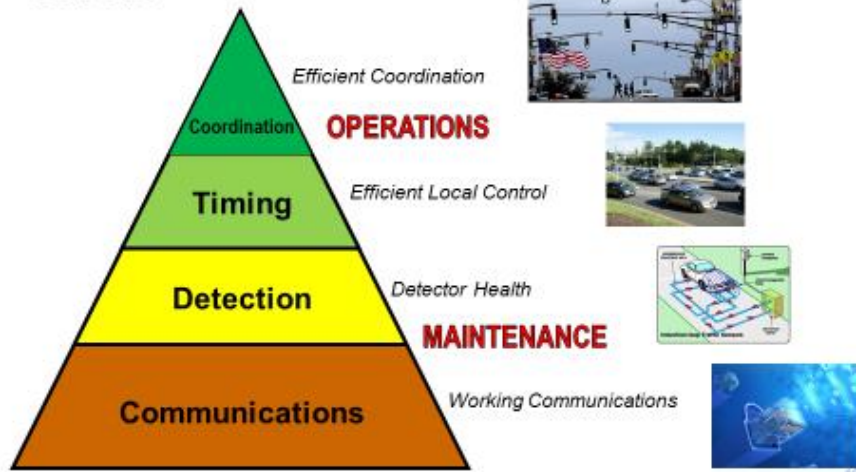 Efficient Coordination
Coordination
OPERATIONS
Timing
Efficient Local Control
Detection
Detector Health
MAINTENANCE
Communications
Working Communications